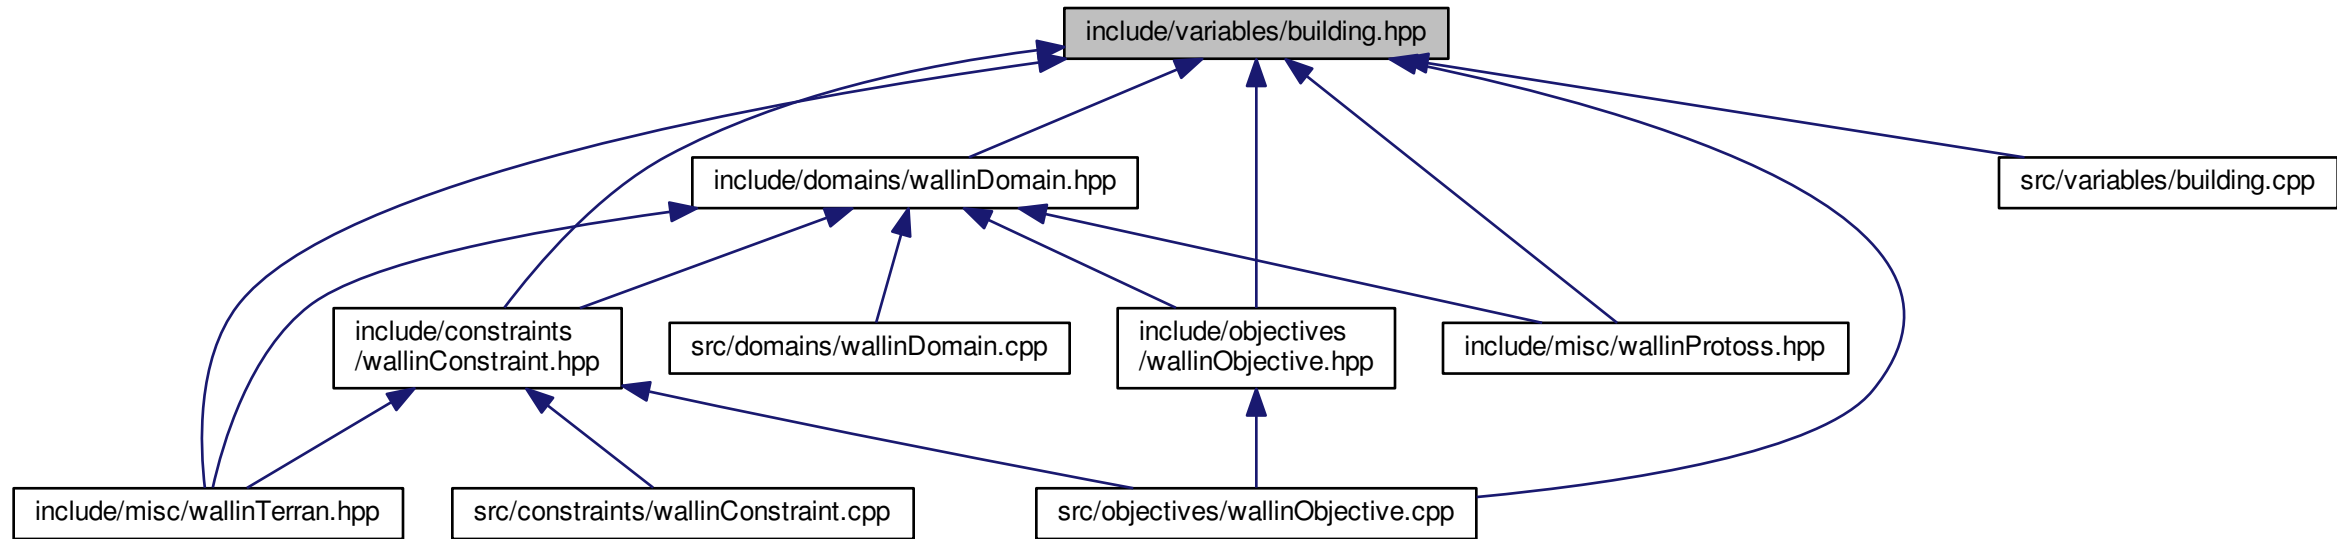 include/variables/building.hpp
include/domains/wallinDomain.hpp
src/variables/building.cpp
include/constraints
/wallinConstraint.hpp
src/domains/wallinDomain.cpp
include/objectives
/wallinObjective.hpp
include/misc/wallinProtoss.hpp
include/misc/wallinTerran.hpp
src/constraints/wallinConstraint.cpp
src/objectives/wallinObjective.cpp